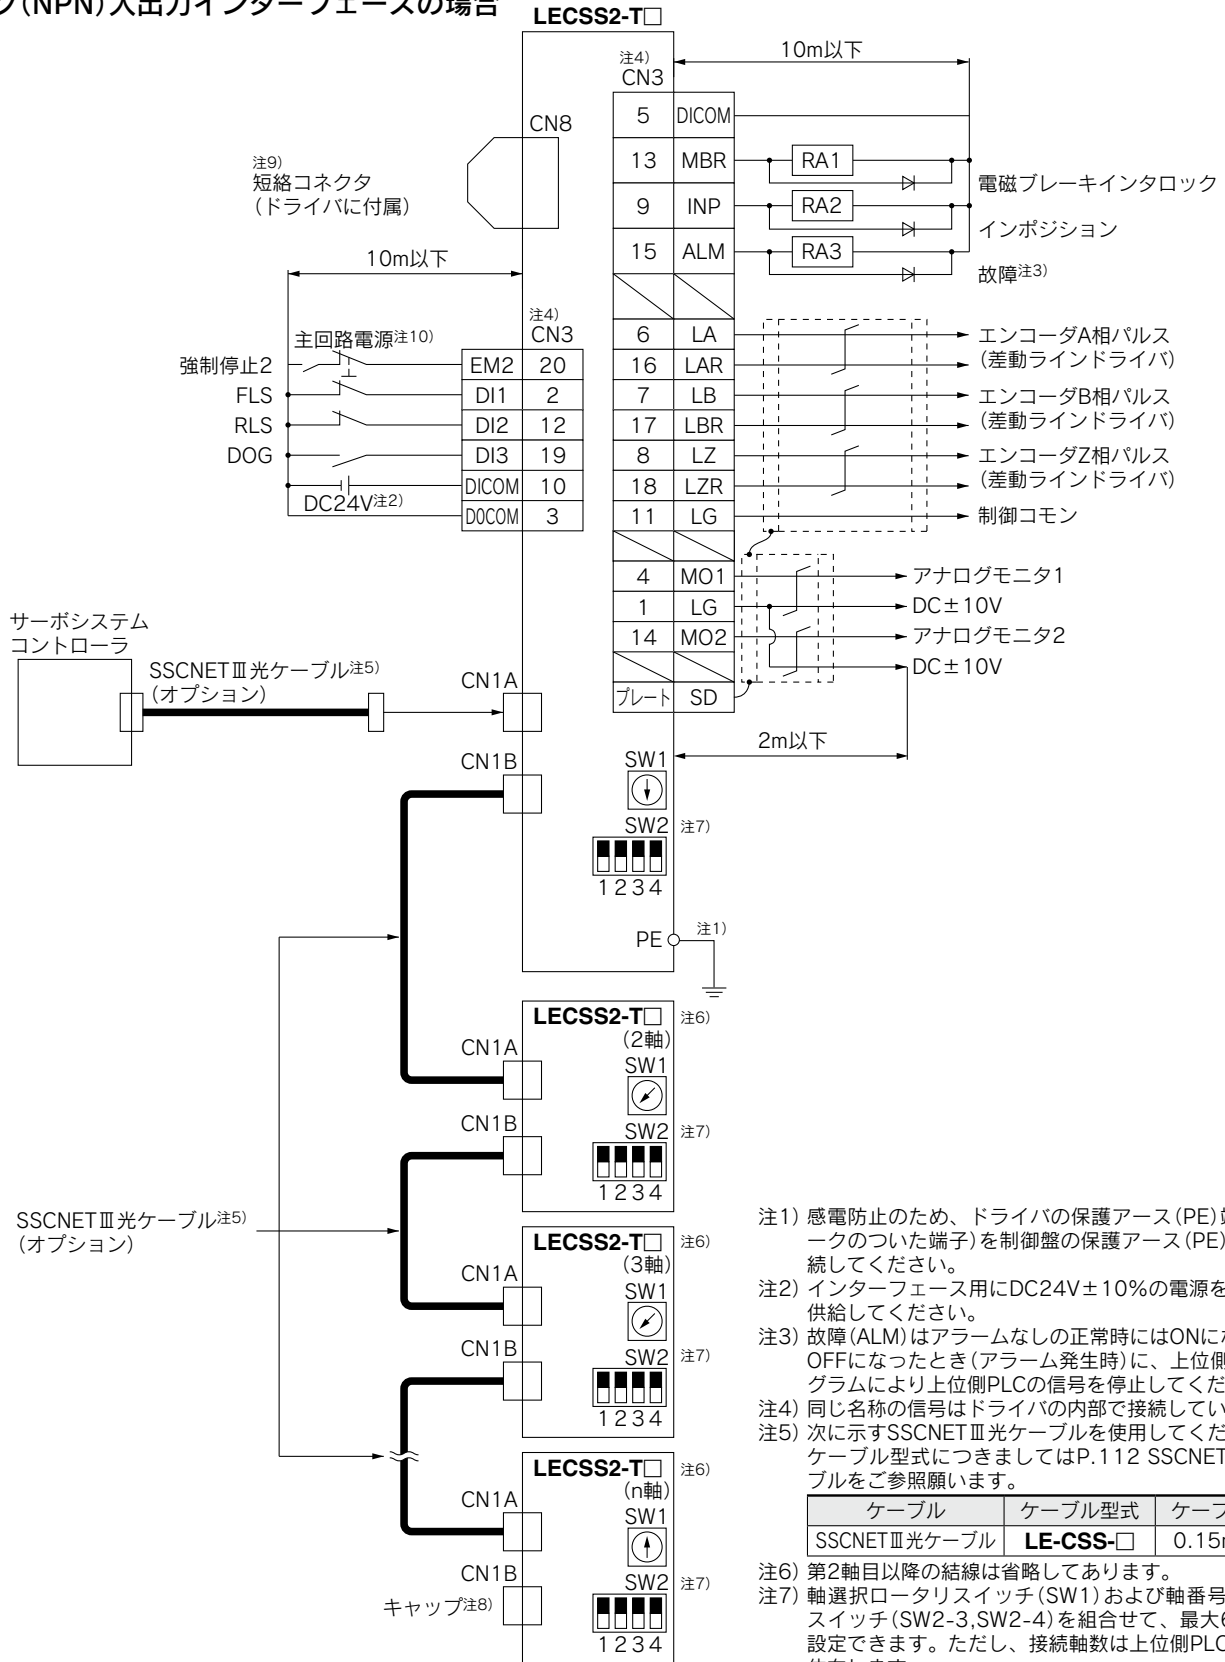 (NPN)入出力インターフェースの場合
LECSS2-T□
注4)
CN3
10m以下
5 DICOM
13 MBR RA1
電磁ブレーキインタロック
9 INP RA2
インポジション
15 ALM RA3
故障注3)
CN8
注9)
短絡コネクタ
(ドライバに付属)
10m以下
注4)
CN3
主回路電源注10)
強制停止2 EM2 20
FLS DI1 2
RLS DI2 12
DOG DI3 19
DICOM 10
DC24V注2)
DOCOM 3
6 LA
16 LAR
エンコーダA相パルス
(差動ラインドライバ)
7 LB
17 LBR
エンコーダB相パルス
(差動ラインドライバ)
8 LZ
18 LZR
エンコーダZ相パルス
(差動ラインドライバ)
11 LG 制御コモン
4 MO1 アナログモニタ1
1 LG DC±10V
14 MO2 アナログモニタ2
DC±10V
プレート SD
2m以下
サーボシステム
コントローラ
SSCNETⅢ光ケーブル注5)
(オプション)
CN1A
CN1B
SW1
SW2 注7)
1234
PE 注1)
LECSS2-T□ 注6)
(2軸)
CN1A
SW1
CN1B
SW2 注7)
1234
SSCNETⅢ光ケーブル注5)
(オプション)
LECSS2-T□ 注6)
(3軸)
CN1A
SW1
CN1B
SW2 注7)
1234
LECSS2-T□ 注6)
(n軸)
CN1A
SW1
CN1B
キャップ注8)
SW2 注7)
1234
注1) 感電防止のため、ドライバの保護アース(PE)
ークのついた端子)を制御盤の保護アース(PE)
続してください。
注2) インターフェース用にDC24V±10%の電源を
供給してください。
注3) 故障(ALM)はアラームなしの正常時にはONに
OFFになったとき(アラーム発生時)に、上位側
グラムにより上位側PLCの信号を停止してくだ
注4) 同じ名称の信号はドライバの内部で接続してい
注5) 次に示すSSCNETⅢ光ケーブルを使用してくだ
ケーブル型式につきましてはP.112 SSCNET
ブルをご参照願います。
ケーブル ケーブル型式 ケーブ
SSCNETⅢ光ケーブル LE-CSS-□ 0.15m
注6) 第2軸目以降の結線は省略してあります。
注7) 軸選択ロータリスイッチ(SW1)および軸番号
スイッチ(SW2-3,SW2-4)を組合せて、最大
設定できます。ただし、接続軸数は上位側PLC